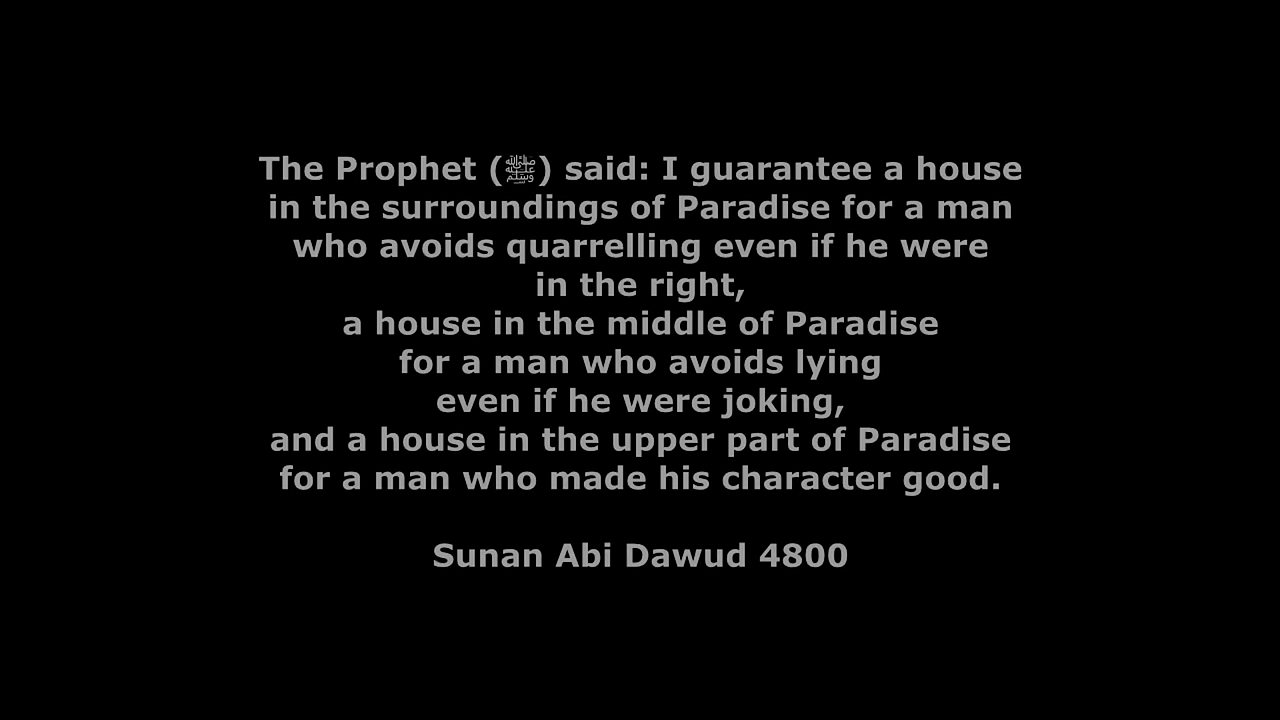 The Prophet (ﷺ) said: I guarantee a house
in the surroundings of Paradise for a man
who avoids quarrelling even if he were
in the right,
a house in the middle of Paradise
for a man who avoids lying
even if he were joking,
and a house in the upper part of Paradise
for a man who made his character good.
Sunan Abi Dawud 4800